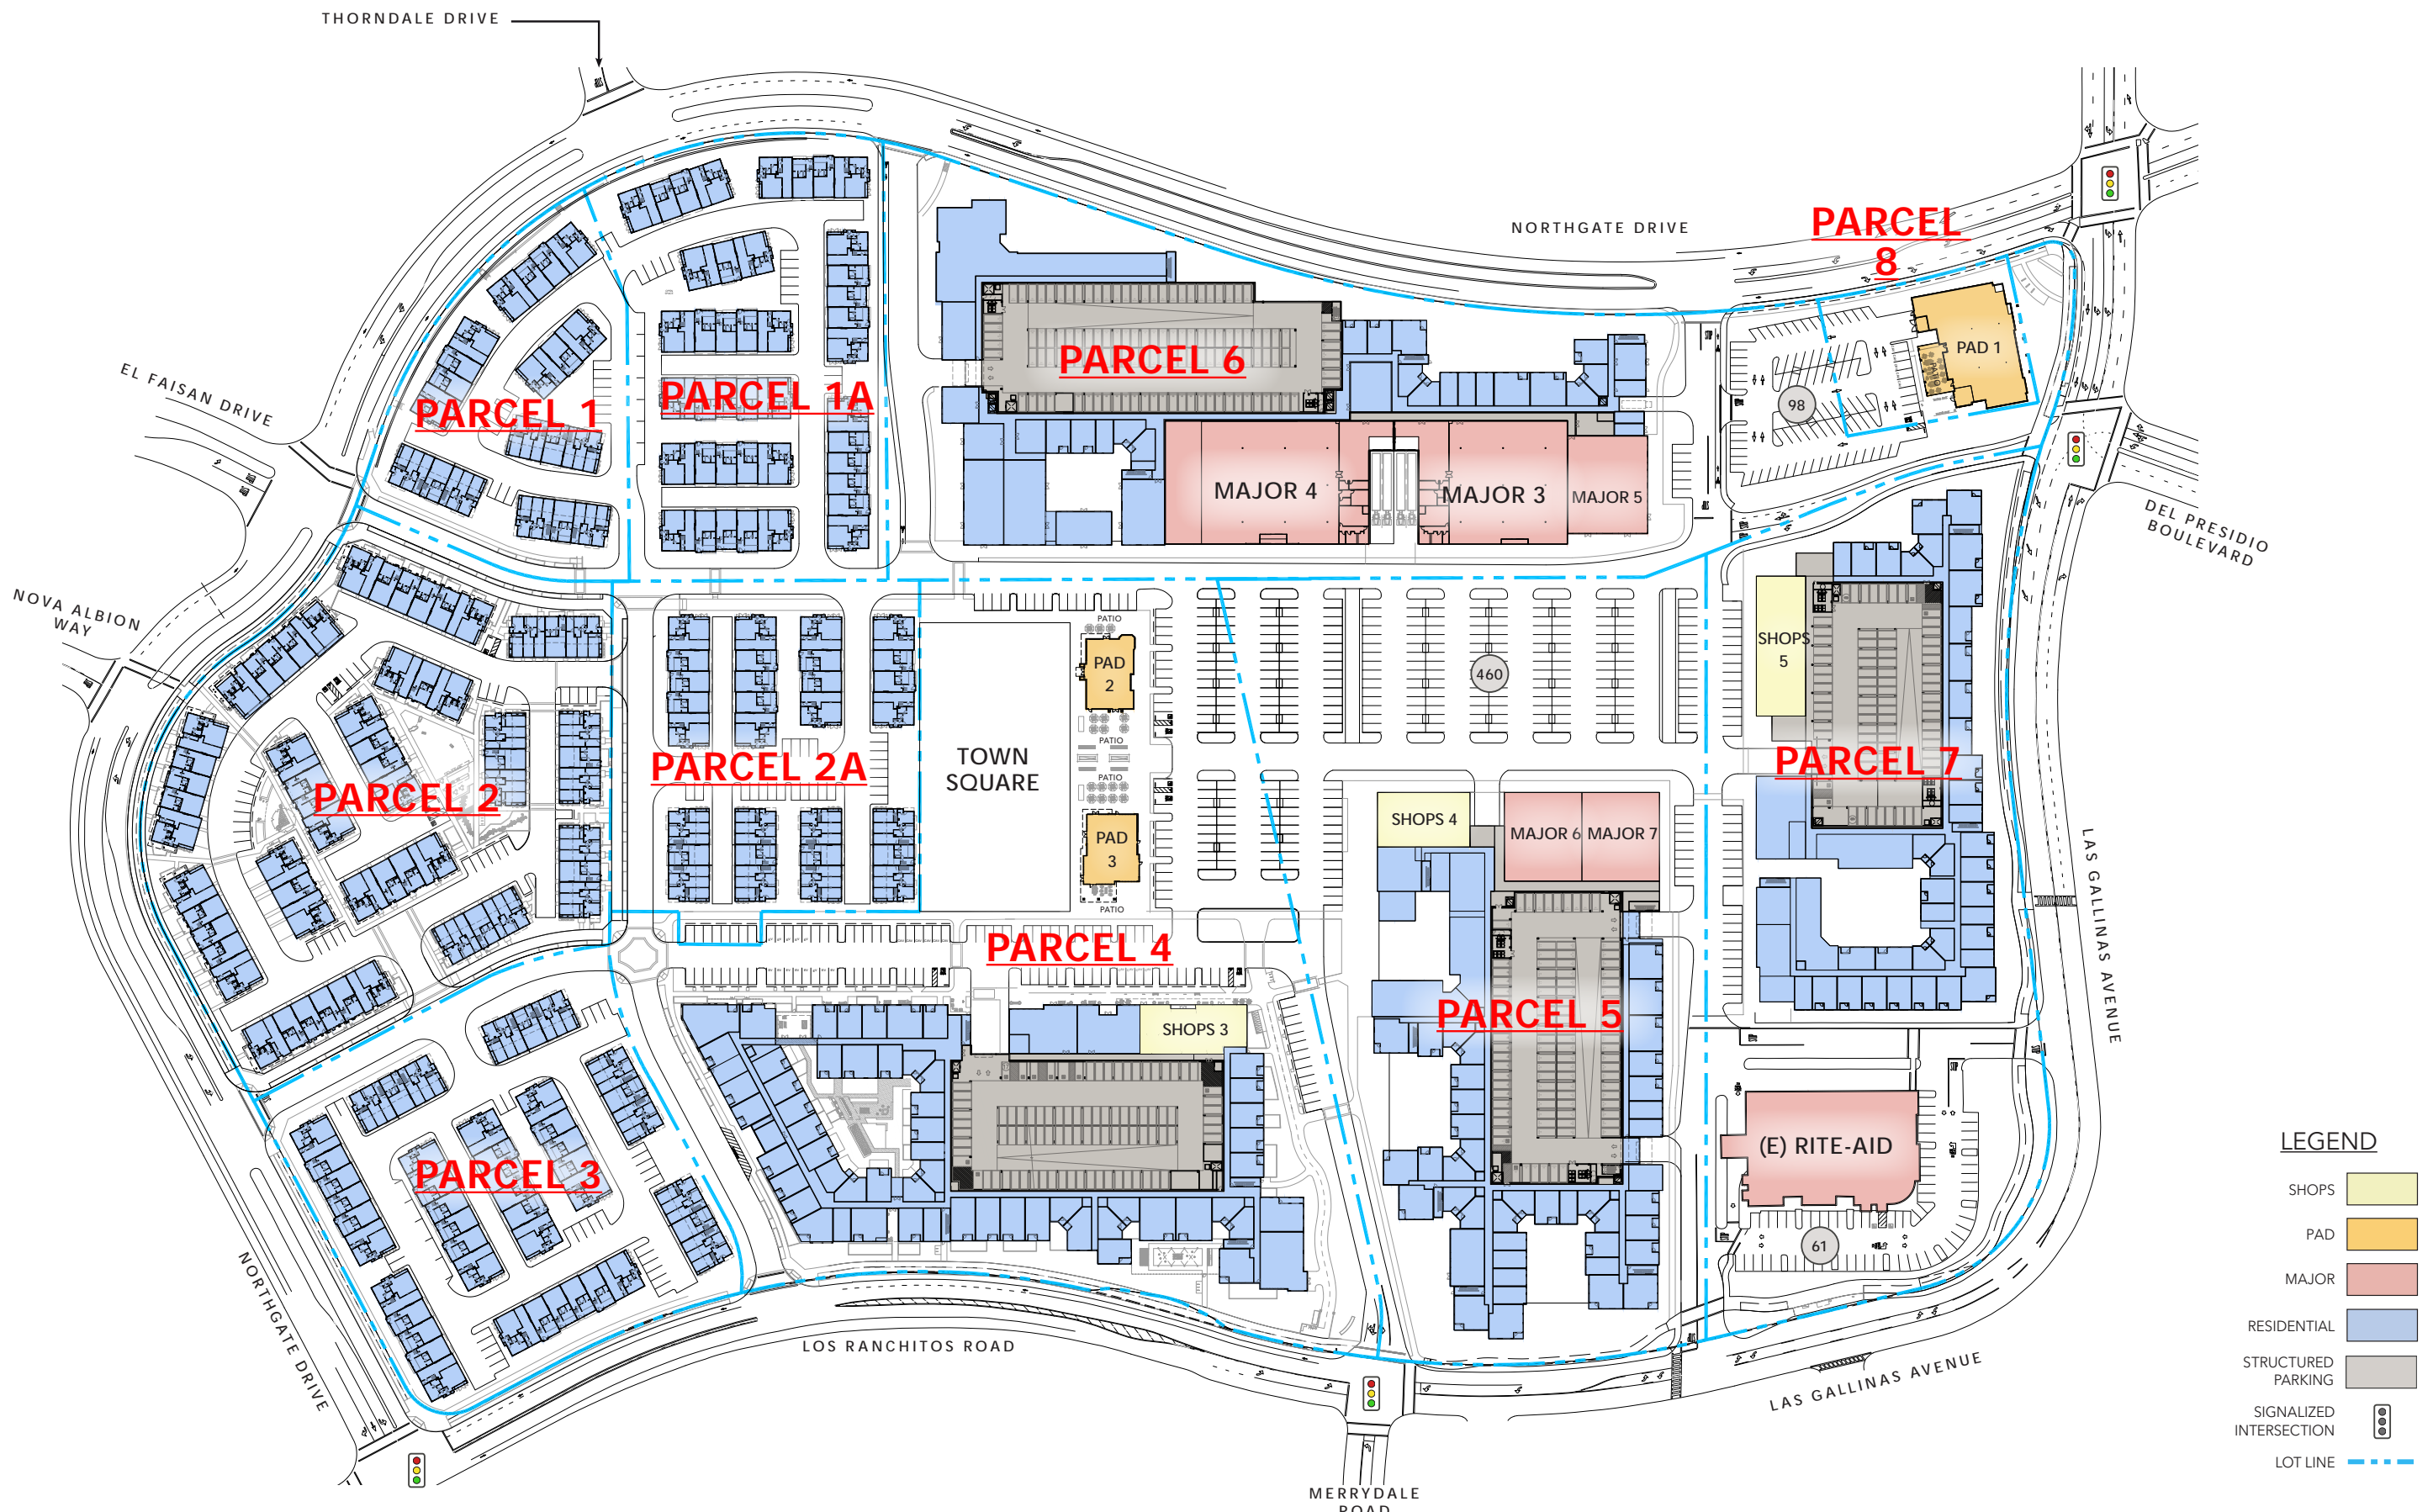 THORNDALE DRIVE
NORTHGATE DRIVE
PARCEL
8
PAD 1
98
EL FAISAN DRIVE
PARCEL 1
PARCEL 1A
PARCEL 6
MAJOR 4
MAJOR 3
MAJOR 5
DEL PRESIDIO
BOULEVARD
NOVA ALBION
WAY
PATIO
PAD
2
PATIO
PATIO
PAD
3
PATIO
TOWN
SQUARE
460
SHOPS
5
PARCEL 7
PARCEL 2
PARCEL 2A
SHOPS 4
MAJOR 6
MAJOR 7
LAS GALLINAS AVENUE
PARCEL 4
PARCEL 5
SHOPS 3
PARCEL 3
(E) RITE-AID
61
STOP
NORTHGATE DRIVE
LOS RANCHITOS ROAD
LAS GALLINAS AVENUE
MERRYDALE
ROAD
LEGEND
SHOPS
PAD
MAJOR
RESIDENTIAL
STRUCTURED
PARKING
SIGNALIZED
INTERSECTION
LOT LINE